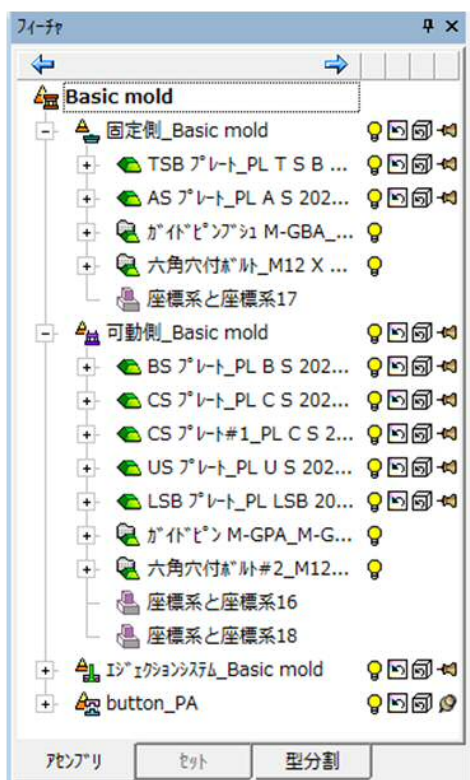 ﾌｨｰﾁｬ
Basic mold
固定側_Basic mold
TSB ﾌﾟﾚｰﾄ_PL T S B ...
AS ﾌﾟﾚｰﾄ_PL A S 202...
ｶﾞｲﾄﾞﾋﾟﾝﾌﾞｼｭ M-GBA_...
六角穴付ﾎﾞﾙﾄ_M12 X ...
座標系と座標系17
可動側_Basic mold
BS ﾌﾟﾚｰﾄ_PL B S 202...
CS ﾌﾟﾚｰﾄ_PL C S 202...
CS ﾌﾟﾚｰﾄ#1_PL C S 2...
US ﾌﾟﾚｰﾄ_PL U S 202...
LSB ﾌﾟﾚｰﾄ_PL LSB 20...
ｶﾞｲﾄﾞﾋﾟﾝ M-GPA_M-G...
六角穴付ﾎﾞﾙﾄ#2_M12...
座標系と座標系16
座標系と座標系18
ｴｼﾞｪｸｼｮﾝｼｽﾃﾑ_Basic mold
button_PA
ｱｾﾝﾌﾞﾘ ｾｯﾄ 型分割